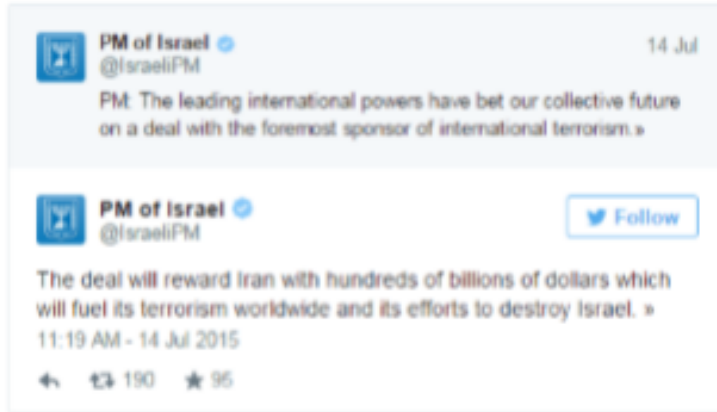 PM of Israel
14 Jul
@IsraeliPM
PM: The leading international powers have bet our collective future
on a deal with the foremost sponsor of international terrorism.»
PM of Israel
Follow
@IsraeliPM
The deal will reward Iran with hundreds of billions of dollars which
will fuel its terrorism worldwide and its efforts to destroy Israel. »
11:19 AM - 14 Jul 2015
190 95